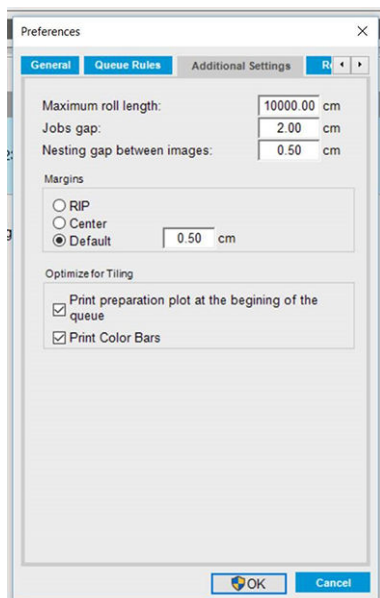 Preferences
General Queue Rules Additional Settings
Maximum roll length: 10000.00 cm
Jobs gap: 2.00 cm
Nesting gap between images: 0.50 cm
Margins
RIP
Center
Default 0.50 cm
Optimize for Tiling
Print preparation plot at the begining of the
queue
Print Color Bars
OK Cancel